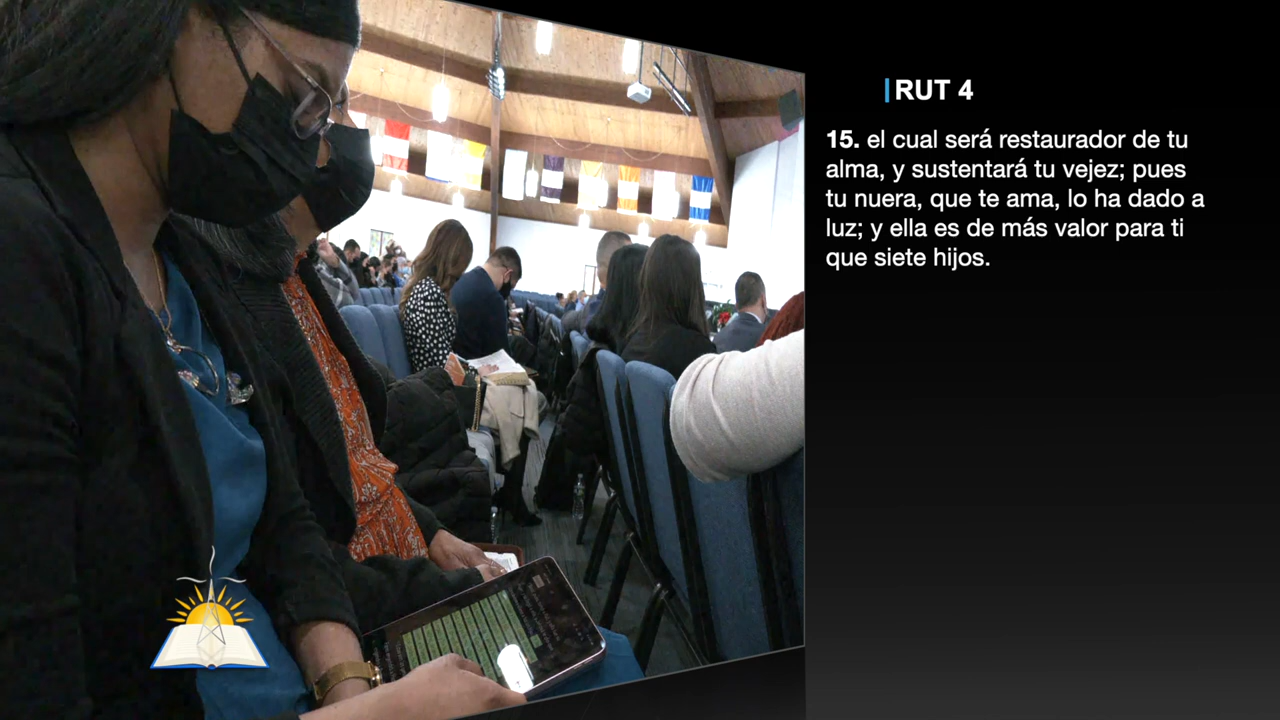 RUT 4
15. el cual será restaurador de tu
alma, y sustentará tu vejez; pues
tu nuera, que te ama, lo ha dado a
luz; y ella es de más valor para ti
que siete hijos.